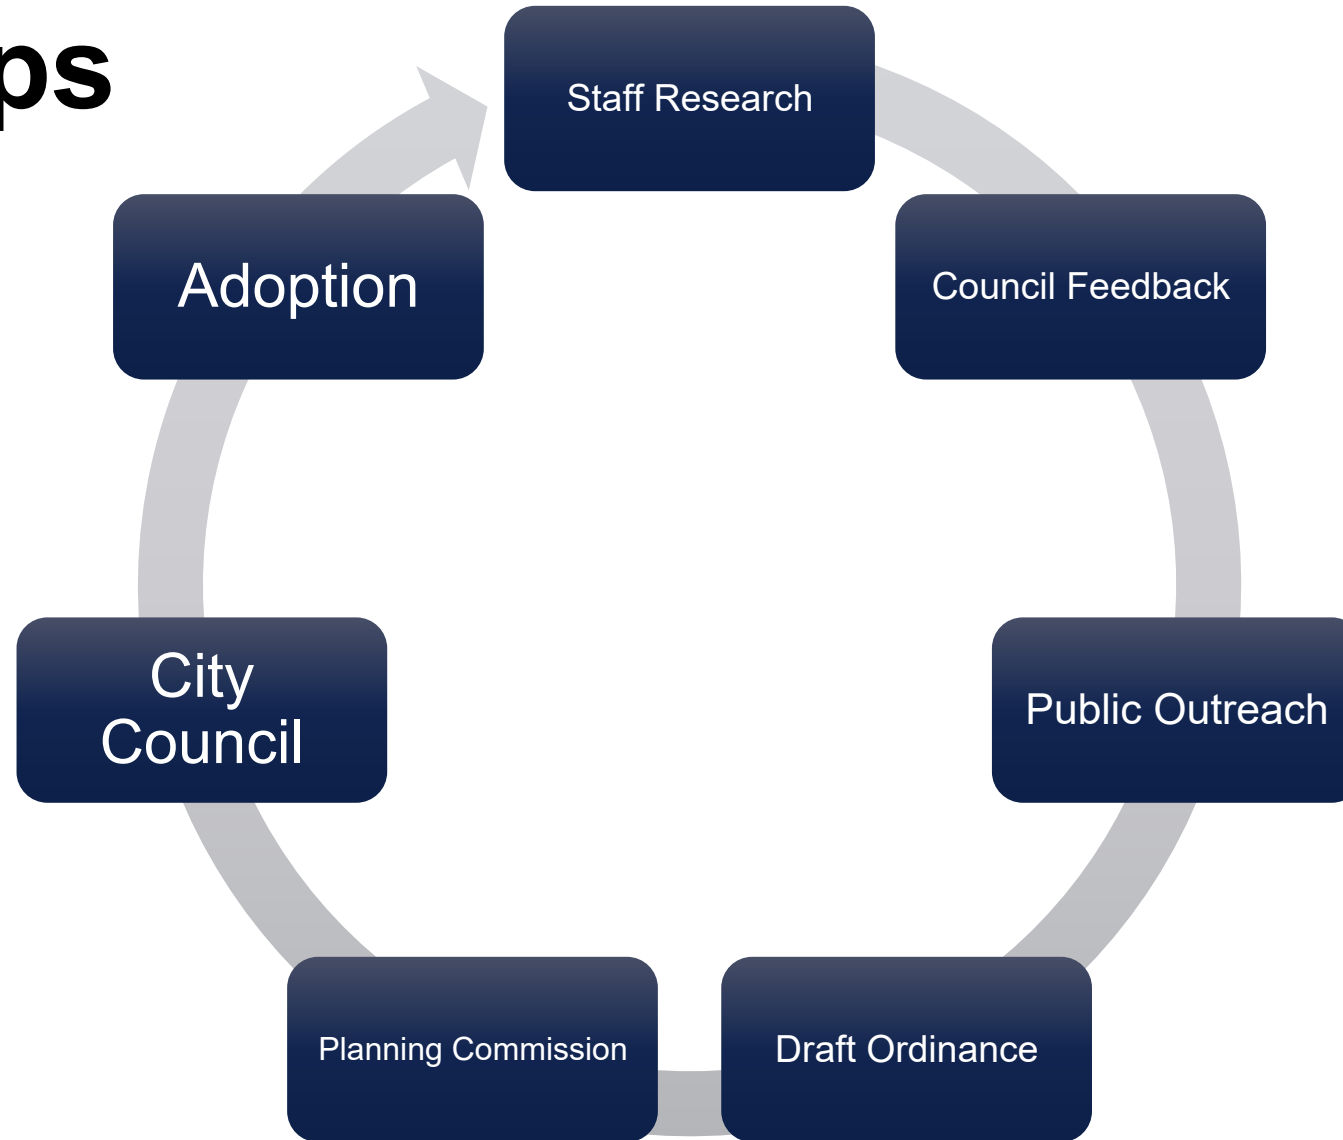 ps
Staff Research
Council Feedback
Public Outreach
Draft Ordinance
Planning Commission
City
Council
Adoption